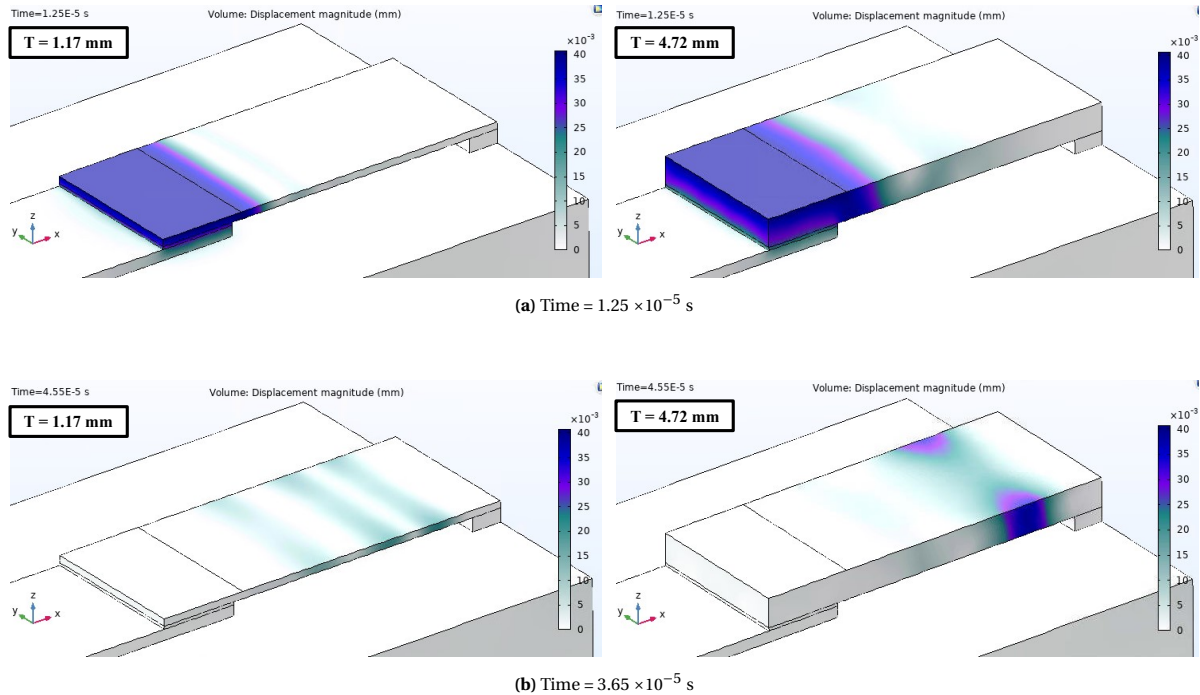 Time=1.25E-5 s
Volume: Displacement magnitude (mm)
T = 1.17 mm
×10⁻³
40
35
30
25
20
15
10
5
0
z
y
x
Time=1.25E-5 s
Volume: Displacement magnitude (mm)
T = 4.72 mm
×10⁻³
40
35
30
25
20
15
10
5
0
z
y
x
(a) Time = 1.25 ×10⁻⁵ s
Time=4.55E-5 s
Volume: Displacement magnitude (mm)
T = 1.17 mm
×10⁻³
40
35
30
25
20
15
10
5
0
z
y
x
Time=4.55E-5 s
Volume: Displacement magnitude (mm)
T = 4.72 mm
×10⁻³
40
35
30
25
20
15
10
5
0
z
y
x
(b) Time = 3.65 ×10⁻⁵ s